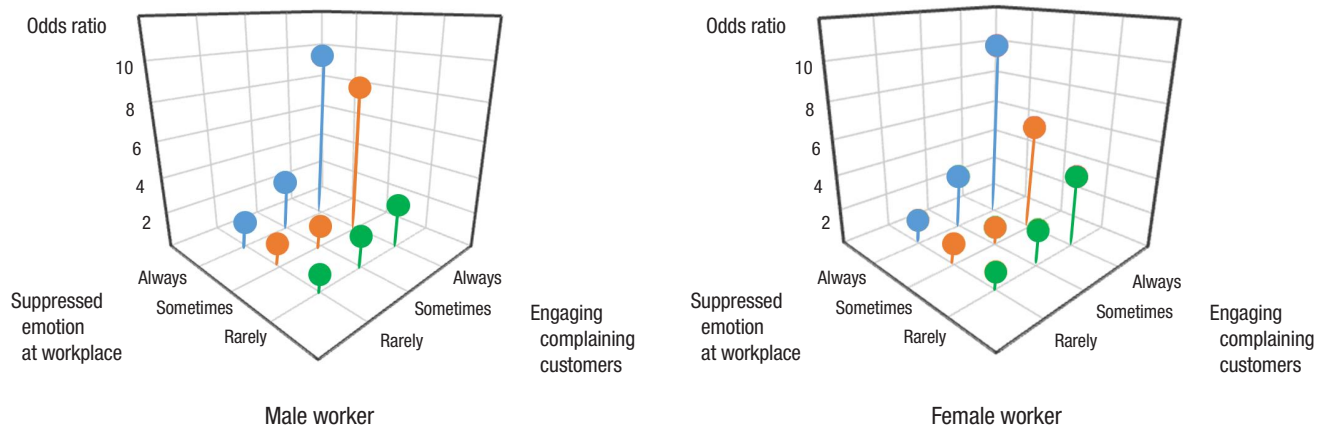 Odds ratio
10
8
6
4
2
Always
Sometimes
Rarely
Suppressed
emotion
at workplace
Always
Sometimes
Rarely
Engaging
complaining
customers
Male worker
Odds ratio
10
8
6
4
2
Always
Sometimes
Rarely
Suppressed
emotion
at workplace
Always
Sometimes
Rarely
Engaging
complaining
customers
Female worker